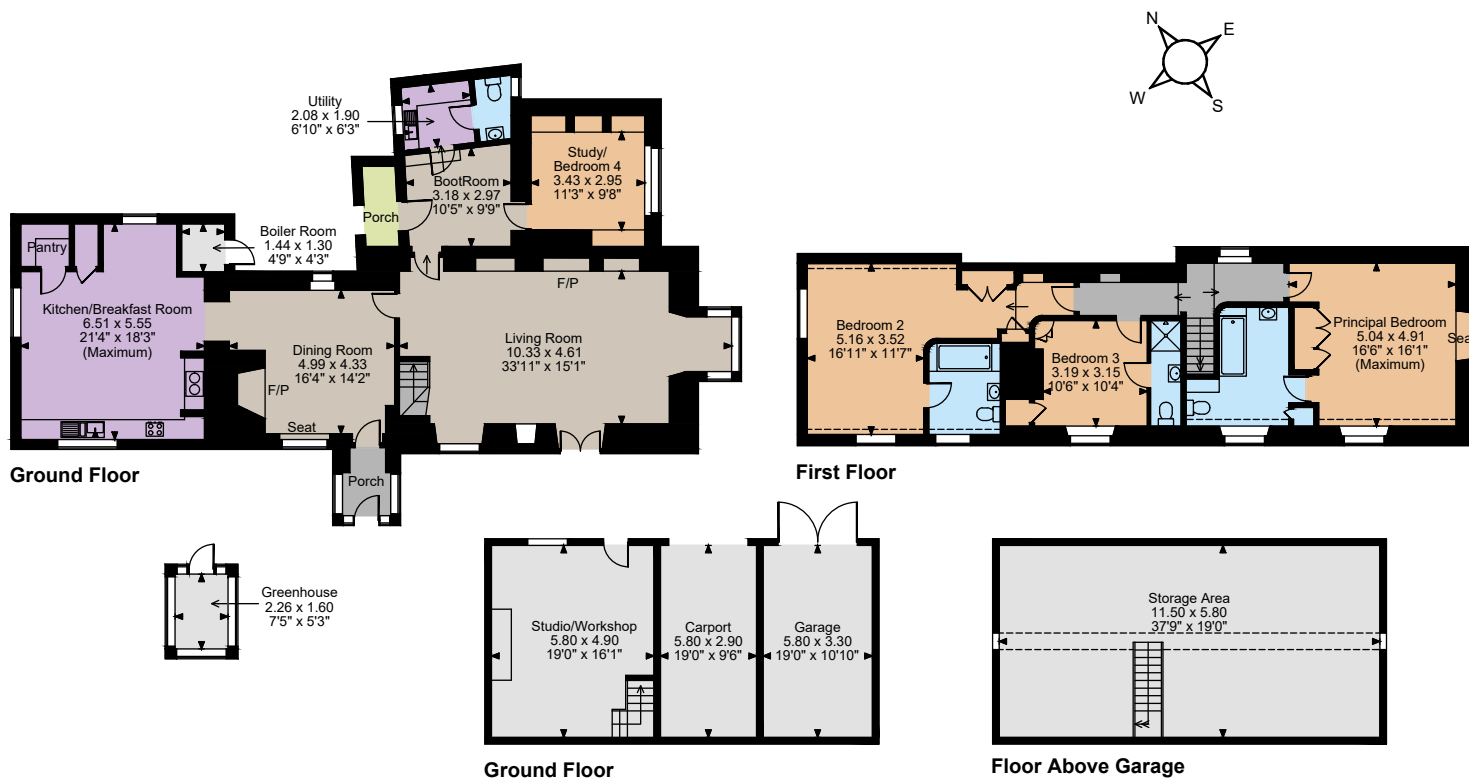 N
E
W
S
Utility
2.08 x 1.90
6'10" x 6'3"
Study/
Bedroom 4
3.43 x 2.95
11'3" x 9'8"
BootRoom
3.18 x 2.97
10'5" x 9'9"
Porch
Boiler Room
1.44 x 1.30
4'9" x 4'3"
Pantry
Kitchen/Breakfast Room
6.51 x 5.55
21'4" x 18'3"
(Maximum)
F/P
Dining Room
4.99 x 4.33
16'4" x 14'2"
F/P
Seat
Living Room
10.33 x 4.61
33'11" x 15'1"
Porch
Ground Floor
Bedroom 2
5.16 x 3.52
16'11" x 11'7"
Bedroom 3
3.19 x 3.15
10'6" x 10'4"
Principal Bedroom
5.04 x 4.91
16'6" x 16'1"
(Maximum)
Seat
First Floor
Greenhouse
2.26 x 1.60
7'5" x 5'3"
Studio/Workshop
5.80 x 4.90
19'0" x 16'1"
Carport
5.80 x 2.90
19'0" x 9'6"
Garage
5.80 x 3.30
19'0" x 10'10"
Ground Floor
Storage Area
11.50 x 5.80
37'9" x 19'0"
Floor Above Garage